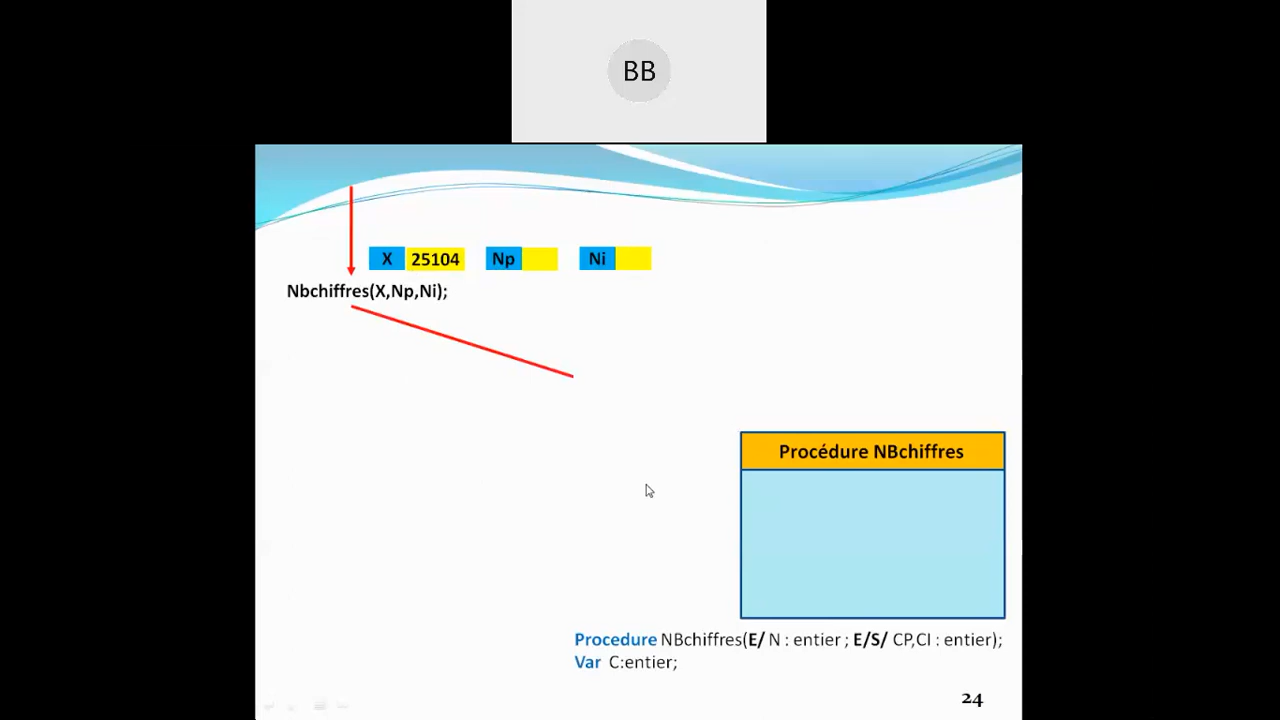 BB
X 25104 Np Ni
Nbchiffres(X,Np,Ni);
Procédure NBchiffres
Procedure NBchiffres(E/ N : entier ; E/S/ CP,CI : entier);
Var C:entier;
24